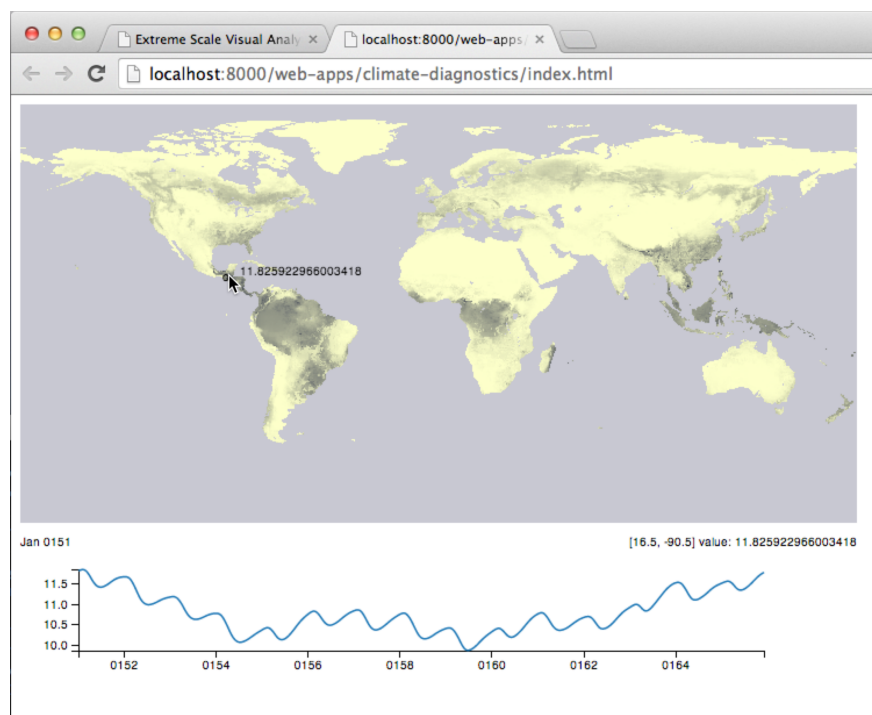 Extreme Scale Visual Analy × localhost:8000/web-apps/ ×
localhost:8000/web-apps/climate-diagnostics/index.html
11.825922966003418
Jan 0151 [16.5, -90.5] value: 11.825922966003418
11.5
11.0
10.5
10.0
0152 0154 0156 0158 0160 0162 0164